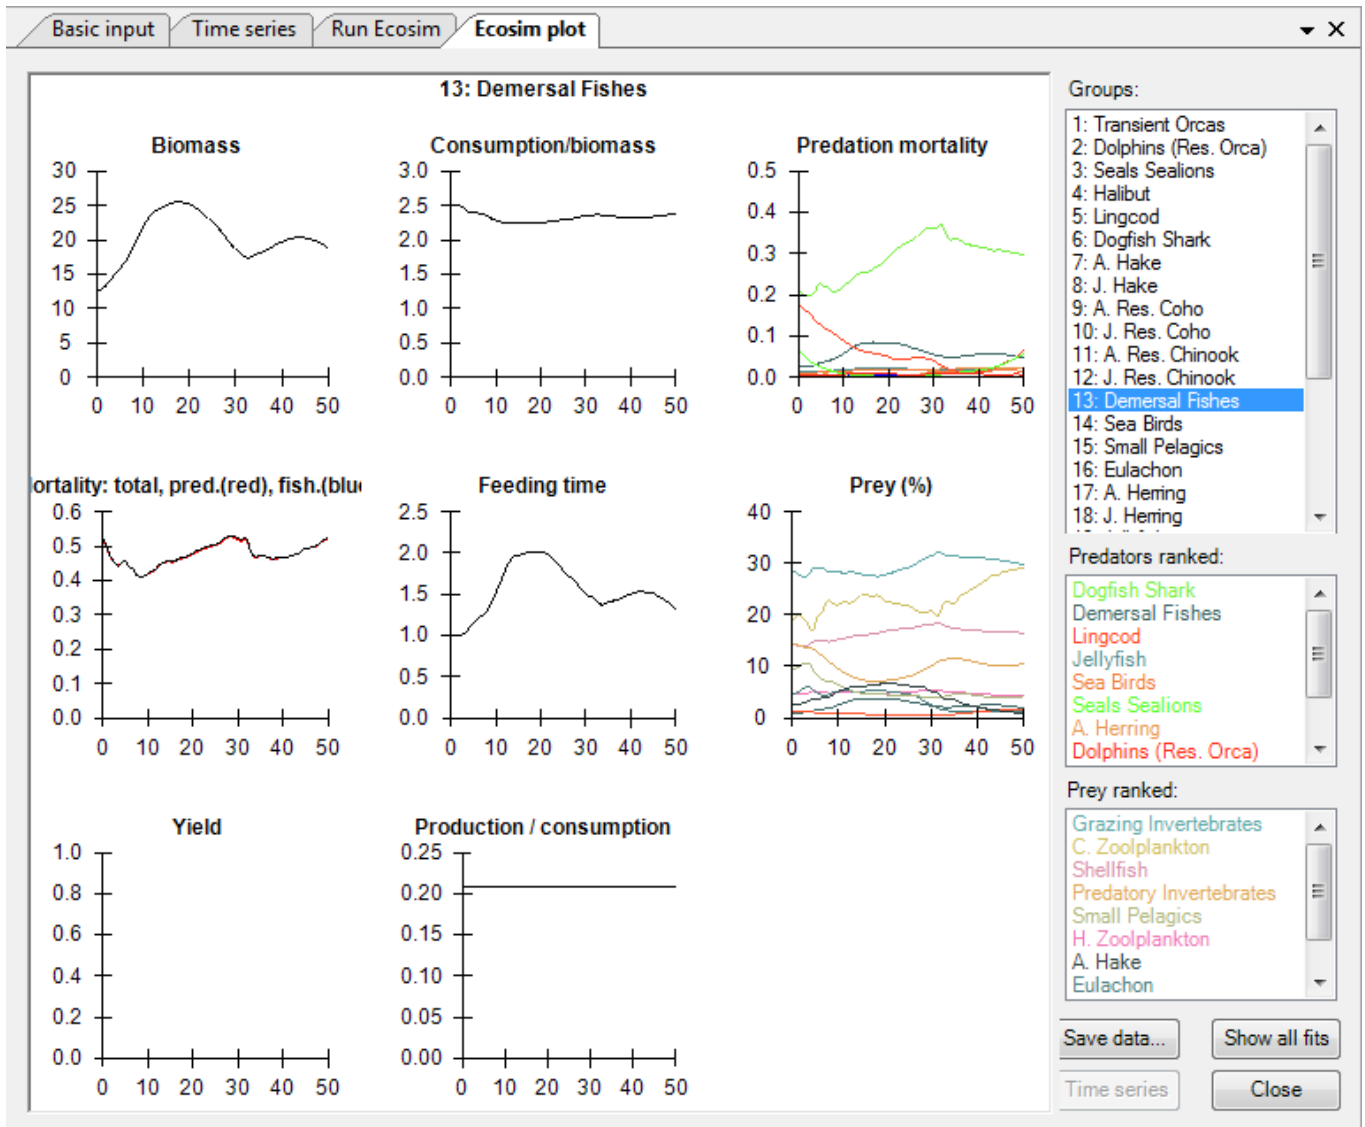 Basic input
Time series
Run Ecosim
Ecosim plot
13: Demersal Fishes
Biomass
30
25
20
15
10
5
0
0 10 20 30 40 50
Consumption/biomass
3.0
2.5
2.0
1.5
1.0
0.5
0.0
0 10 20 30 40 50
Predation mortality
0.5
0.4
0.3
0.2
0.1
0.0
0 10 20 30 40 50
ortality: total, pred.(red), fish.(blu
0.6
0.5
0.4
0.3
0.2
0.1
0.0
0 10 20 30 40 50
Feeding time
2.5
2.0
1.5
1.0
0.5
0.0
0 10 20 30 40 50
Prey (%)
40
30
20
10
0
0 10 20 30 40 50
Yield
1.0
0.8
0.6
0.4
0.2
0.0
0 10 20 30 40 50
Production / consumption
0.25
0.20
0.15
0.10
0.05
0.00
0 10 20 30 40 50
Groups:
1: Transient Orcas
2: Dolphins (Res. Orca)
3: Seals Sealions
4: Halibut
5: Lingcod
6: Dogfish Shark
7: A. Hake
8: J. Hake
9: A. Res. Coho
10: J. Res. Coho
11: A. Res. Chinook
12: J. Res. Chinook
13: Demersal Fishes
14: Sea Birds
15: Small Pelagics
16: Eulachon
17: A. Herring
18: J. Herring
Predators ranked:
Dogfish Shark
Demersal Fishes
Lingcod
Jellyfish
Sea Birds
Seals Sealions
A. Herring
Dolphins (Res. Orca)
Prey ranked:
Grazing Invertebrates
C. Zoolplankton
Shellfish
Predatory Invertebrates
Small Pelagics
H. Zoolplankton
A. Hake
Eulachon
Save data...
Show all fits
Time series
Close